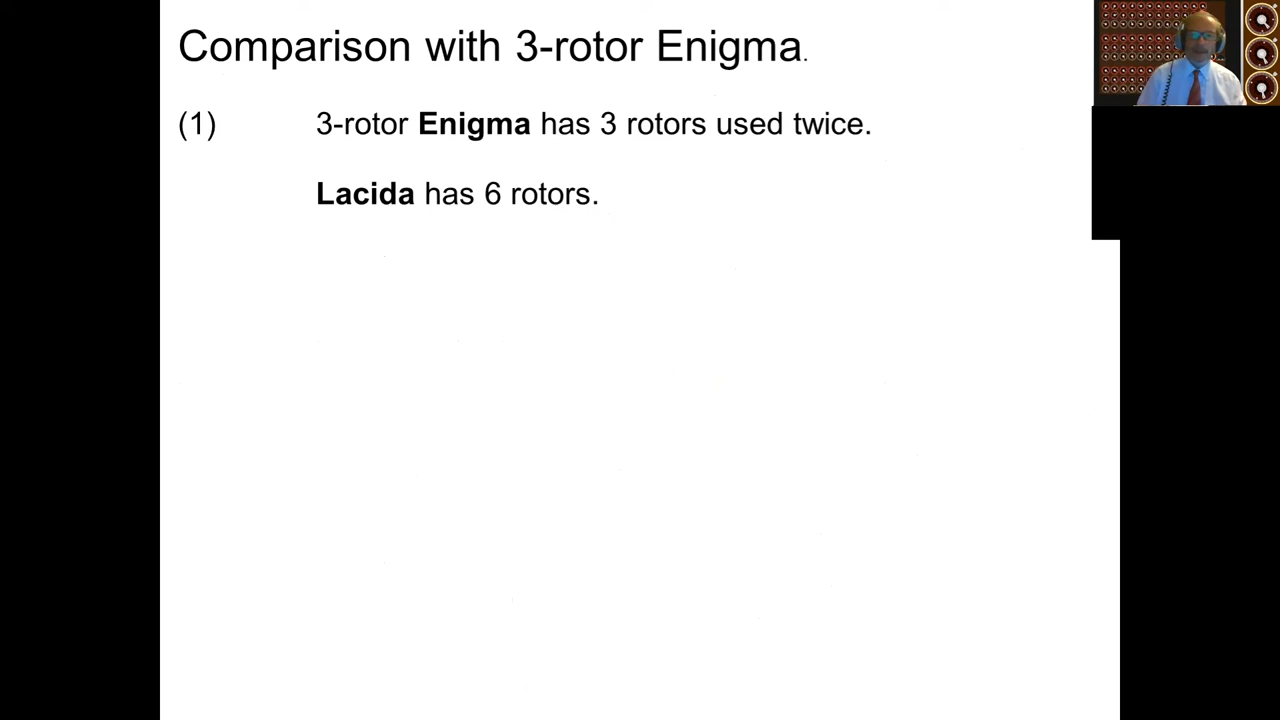 Comparison with 3-rotor Enigma.
(1) 3-rotor Enigma has 3 rotors used twice.
Lacida has 6 rotors.